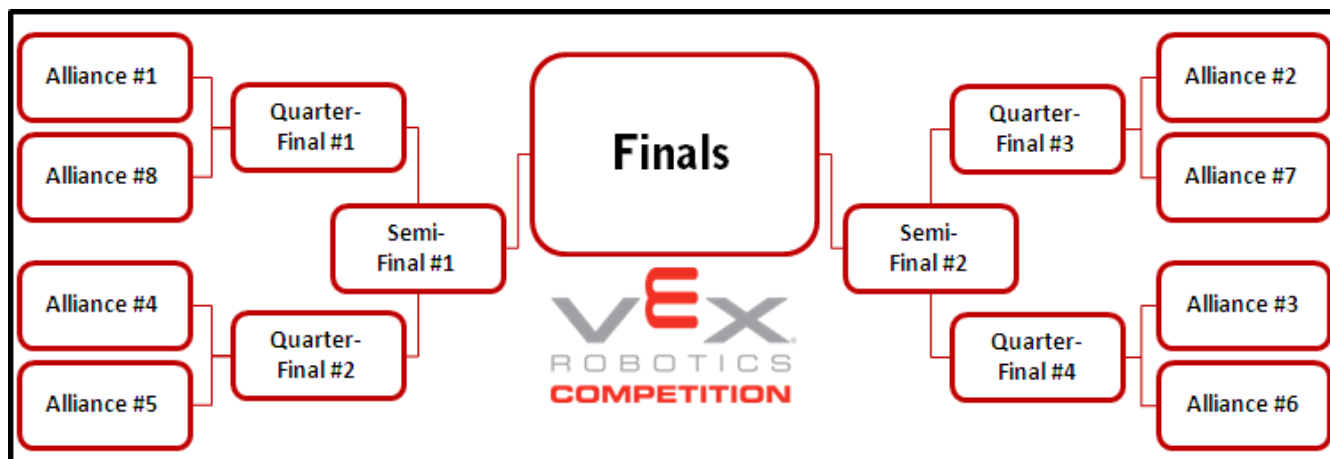 Alliance #1
Alliance #8
Quarter-
Final #1
Alliance #4
Alliance #5
Quarter-
Final #2
Semi-
Final #1
Finals
VEX
ROBOTICS
COMPETITION
Semi-
Final #2
Quarter-
Final #3
Alliance #2
Alliance #7
Quarter-
Final #4
Alliance #3
Alliance #6